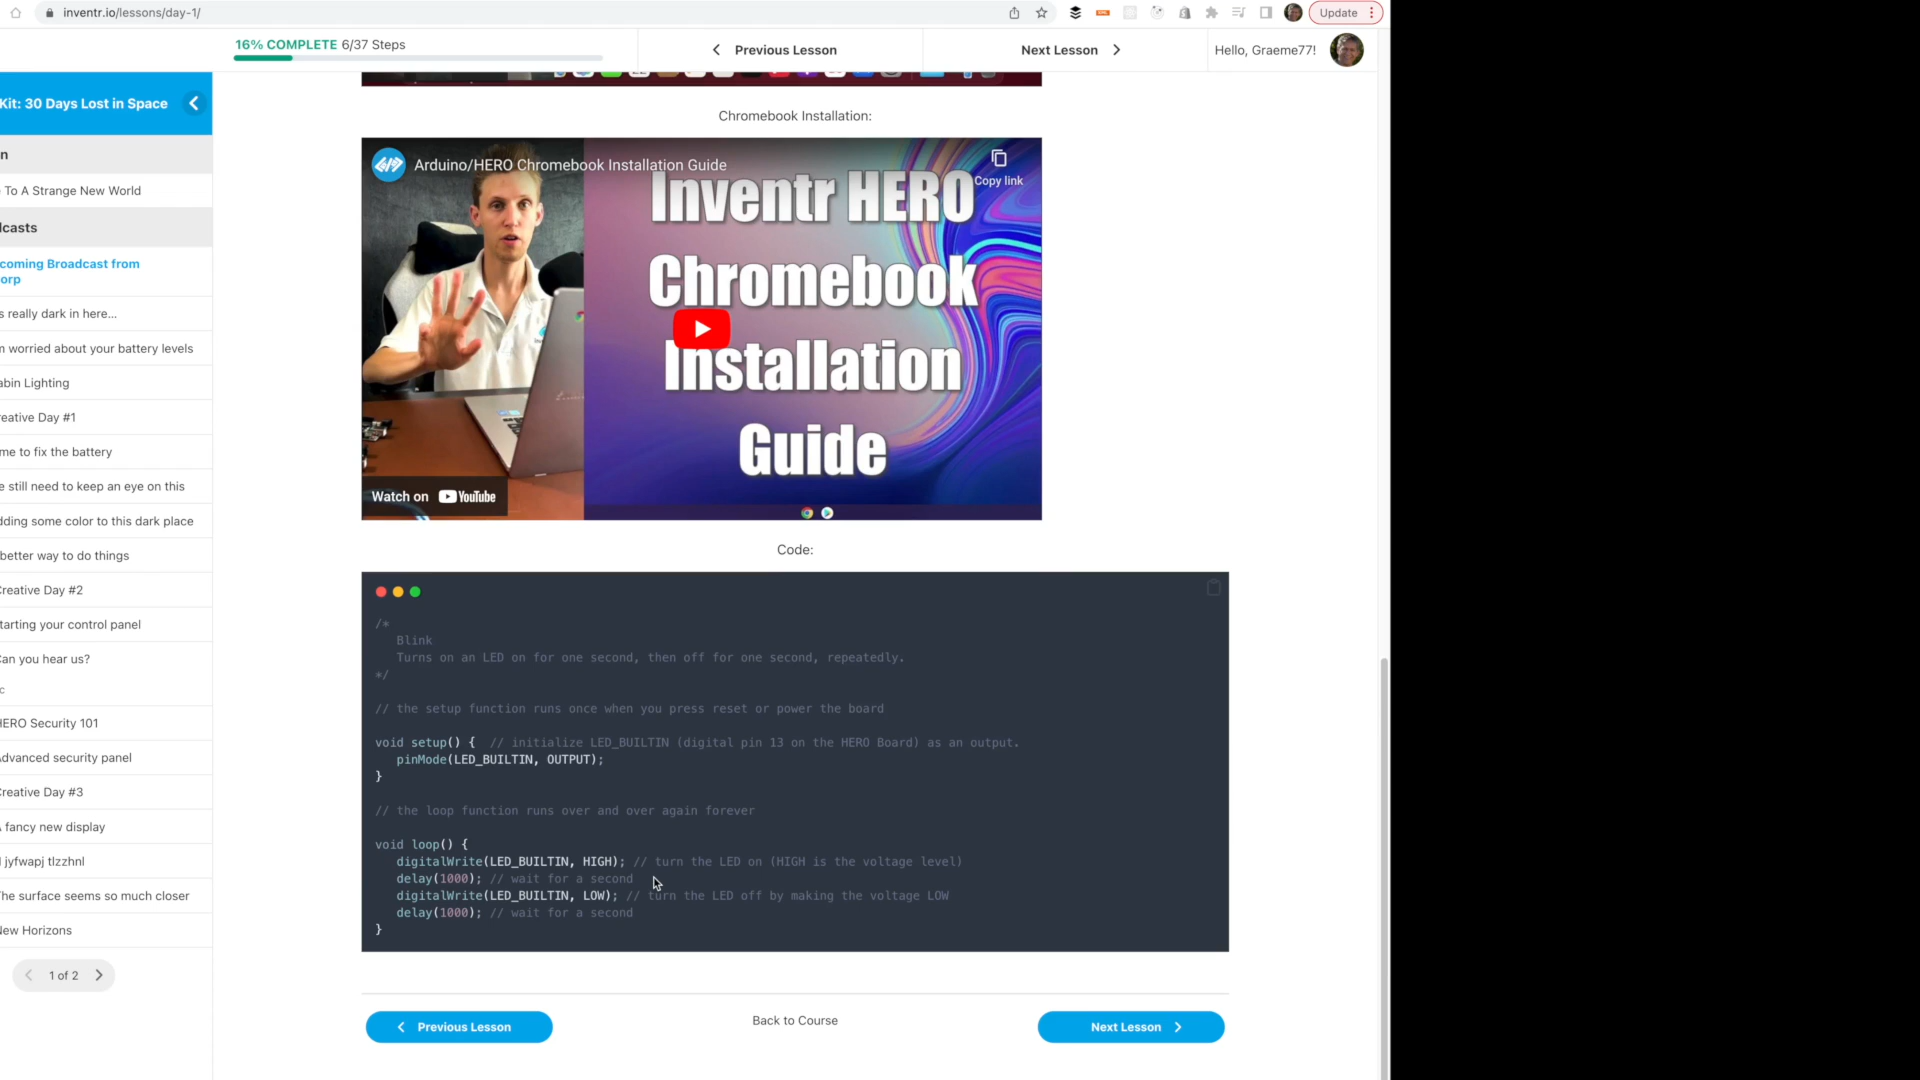 inventr.io/lessons/day-1/
Update
16% COMPLETE 6/37 Steps
Previous Lesson
Next Lesson
Hello, Graeme77!
Kit: 30 Days Lost in Space
n
To A Strange New World
dcasts
coming Broadcast from
orp
s really dark in here...
m worried about your battery levels
abin Lighting
reative Day #1
me to fix the battery
e still need to keep an eye on this
dding some color to this dark place
better way to do things
Creative Day #2
tarting your control panel
Can you hear us?
c
HERO Security 101
Advanced security panel
Creative Day #3
A fancy new display
I jyfwapj tlzzhnl
The surface seems so much closer
New Horizons
1 of 2
Chromebook Installation:
Arduino/HERO Chromebook Installation Guide
Copy link
Inventr HERO
Chromebook
Installation
Guide
Watch on YouTube
Code:
/*
Blink
Turns on an LED on for one second, then off for one second, repeatedly.
*/
// the setup function runs once when you press reset or power the board
void setup() { // initialize LED_BUILTIN (digital pin 13 on the HERO Board) as an output.
pinMode(LED_BUILTIN, OUTPUT);
}
// the loop function runs over and over again forever
void loop() {
digitalWrite(LED_BUILTIN, HIGH); // turn the LED on (HIGH is the voltage level)
delay(1000); // wait for a second
digitalWrite(LED_BUILTIN, LOW); // turn the LED off by making the voltage LOW
delay(1000); // wait for a second
}
Previous Lesson
Back to Course
Next Lesson